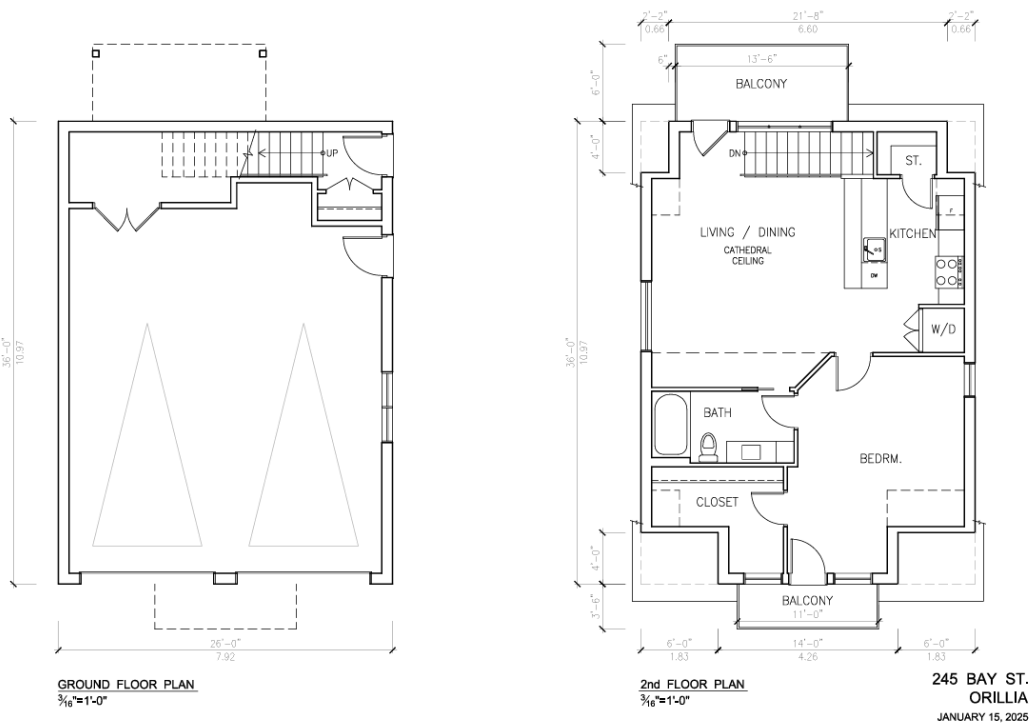 2'-2"
21'-8"
2'-2"
0.66
6.60
0.66
6"
13'-6"
6'-0"
BALCONY
4'-0"
UP
DN
ST.
LIVING / DINING
KITCHEN
F
CATHEDRAL
CEILING
S
DW
36'-0"
10.97
36'-0"
10.97
W/D
BATH
BEDRM.
CLOSET
4'-0"
3'-6"
BALCONY
11'-0"
26'-0"
7.92
6'-0"
14'-0"
6'-0"
1.83
4.26
1.83
GROUND FLOOR PLAN
3/16"=1'-0"
2nd FLOOR PLAN
3/16"=1'-0"
245 BAY ST.
ORILLIA
JANUARY 15, 2025